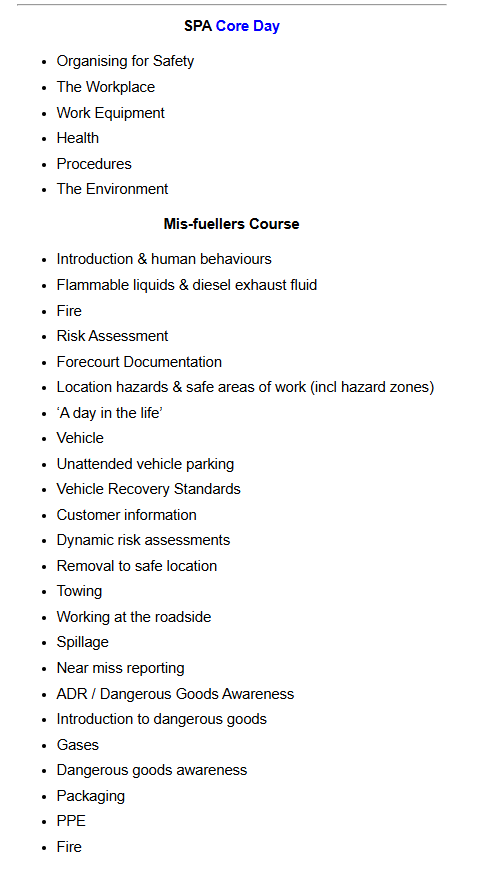 SPA Core Day
• Organising for Safety
• The Workplace
• Work Equipment
• Health
• Procedures
• The Environment
Mis-fuellers Course
• Introduction & human behaviours
• Flammable liquids & diesel exhaust fluid
• Fire
• Risk Assessment
• Forecourt Documentation
• Location hazards & safe areas of work (incl hazard zones)
• ‘A day in the life’
• Vehicle
• Unattended vehicle parking
• Vehicle Recovery Standards
• Customer information
• Dynamic risk assessments
• Removal to safe location
• Towing
• Working at the roadside
• Spillage
• Near miss reporting
• ADR / Dangerous Goods Awareness
• Introduction to dangerous goods
• Gases
• Dangerous goods awareness
• Packaging
• PPE
• Fire